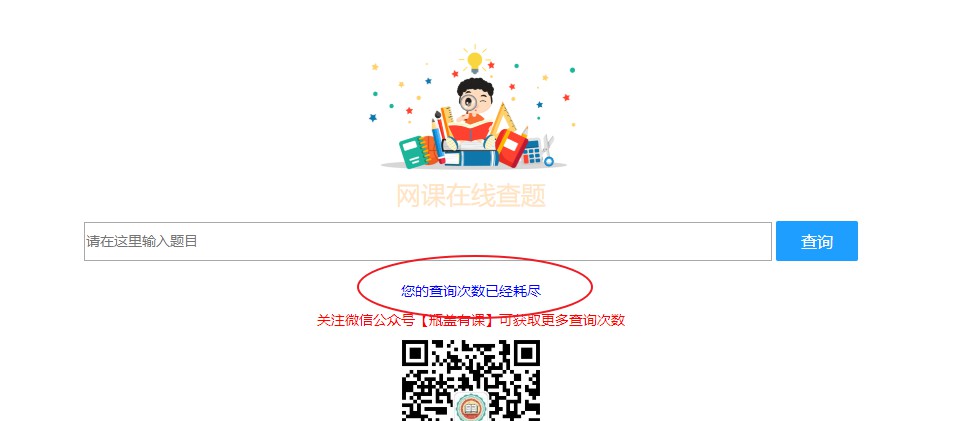 网课在线查题
请在这里输入题目
查询
您的查询次数已经耗尽
关注微信公众号【瓶盖有课】可获取更多查询次数